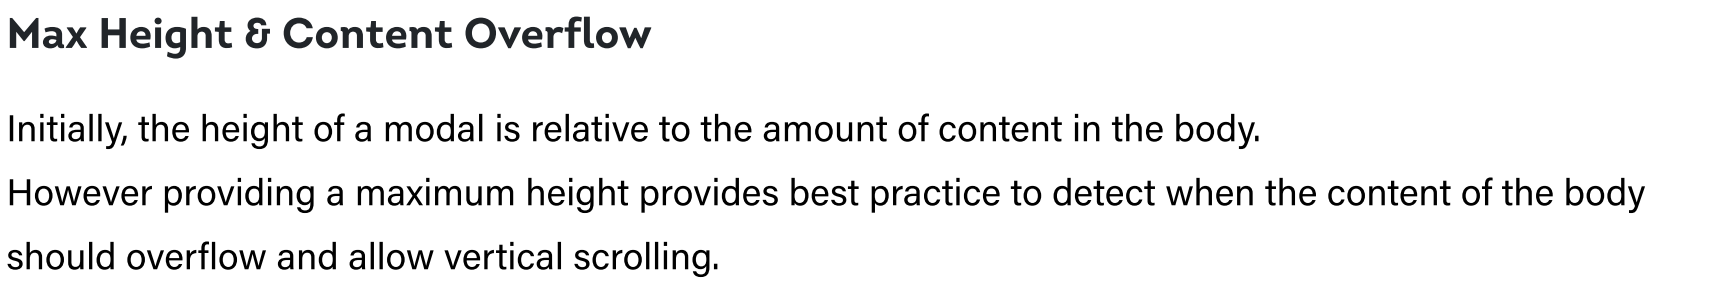 Max Height & Content Overflow
Initially, the height of a modal is relative to the amount of content in the body.
However providing a maximum height provides best practice to detect when the content of the body
should overflow and allow vertical scrolling.